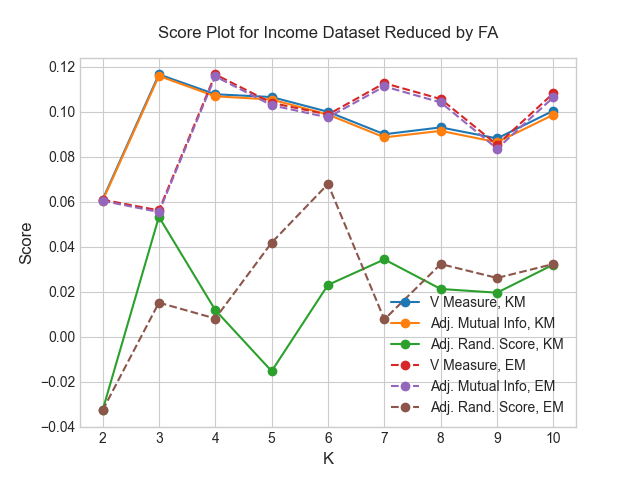 Score Plot for Income Dataset Reduced by FA
0.12
0.10
0.08
0.06
0.04
0.02
0.00
−0.02
−0.04
Score
2 3 4 5 6 7 8 9 10
K
V Measure, KM
Adj. Mutual Info, KM
Adj. Rand. Score, KM
V Measure, EM
Adj. Mutual Info, EM
Adj. Rand. Score, EM